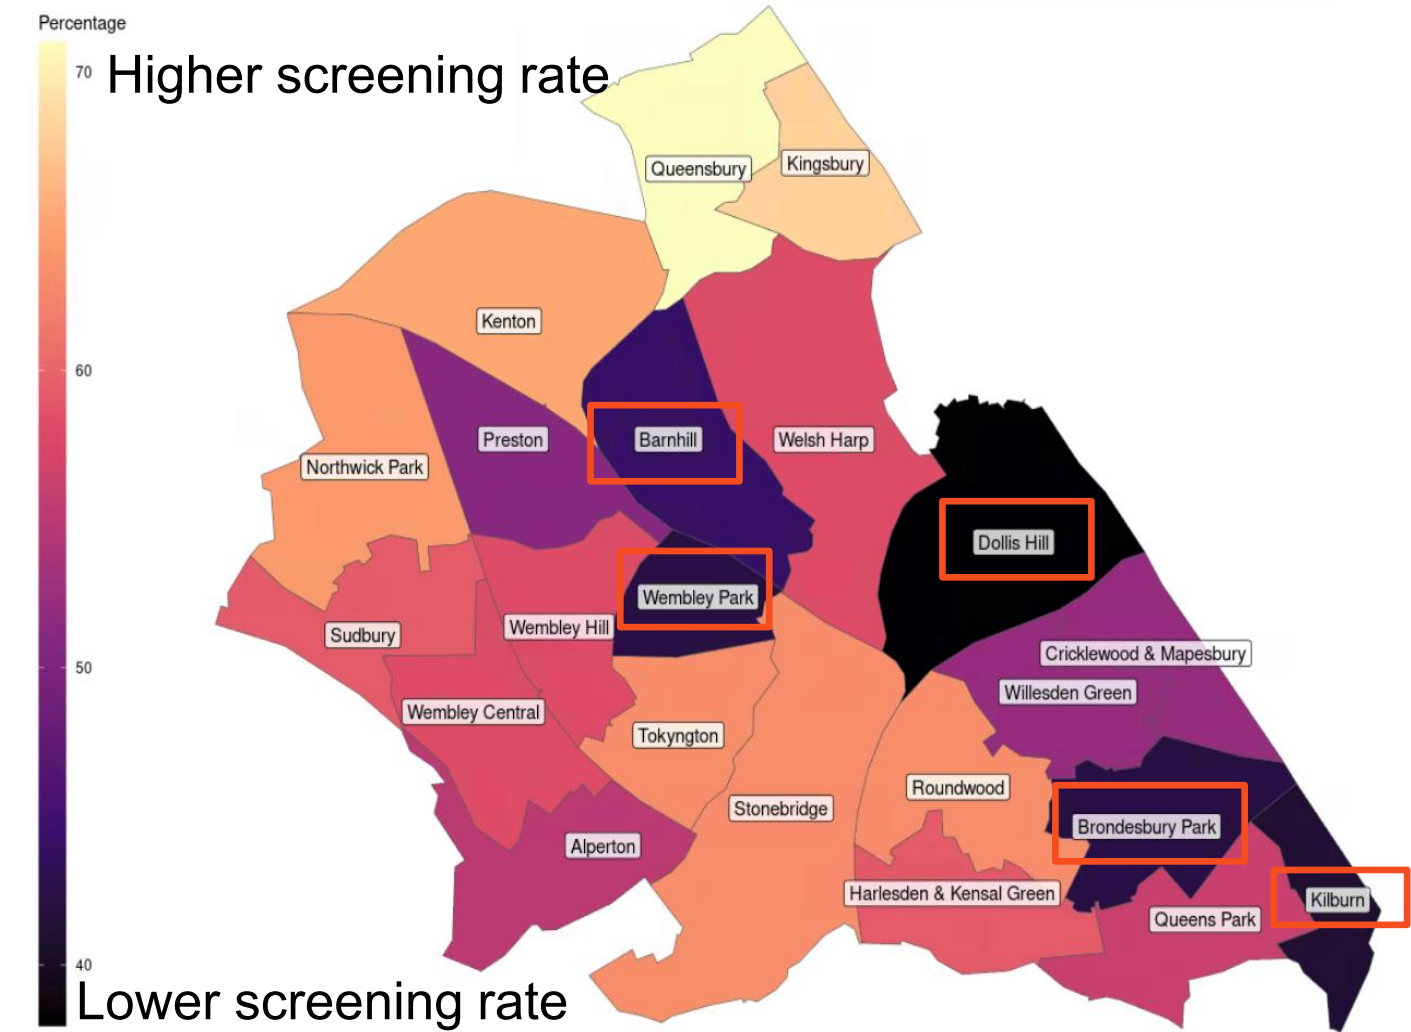 Percentage
70
Higher screening rate
Queensbury
Kingsbury
Kenton
60
Preston
Barnhill
Welsh Harp
Northwick Park
Dollis Hill
Wembley Park
Wembley Hill
Sudbury
Cricklewood & Mapesbury
50
Willesden Green
Wembley Central
Tokyngton
Roundwood
Stonebridge
Brondesbury Park
Alperton
Harlesden & Kensal Green
Kilburn
Queens Park
40
Lower screening rate